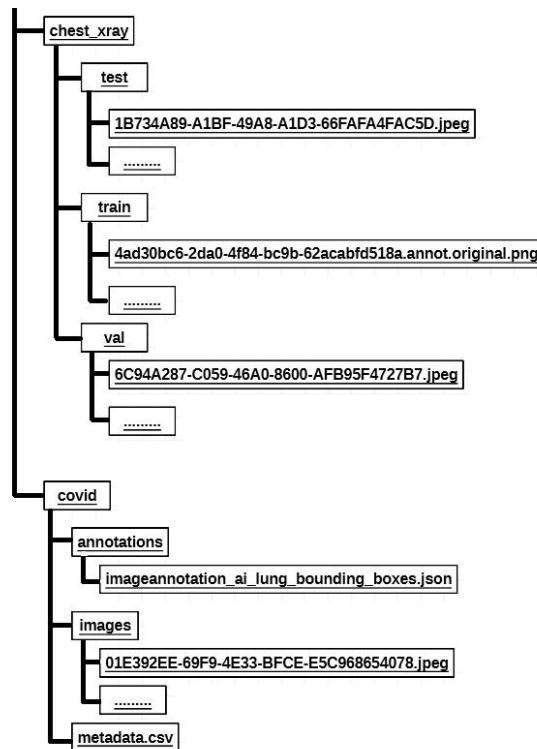 chest_xray
test
1B734A89-A1BF-49A8-A1D3-66FAFA4FAC5D.jpeg
.........
train
4ad30bc6-2da0-4f84-bc9b-62acabfd518a.annot.original.png
.........
val
6C94A287-C059-46A0-8600-AFB95F4727B7.jpeg
.........
covid
annotations
imageannotation_ai_lung_bounding_boxes.json
images
01E392EE-69F9-4E33-BFCE-E5C968654078.jpeg
.........
metadata.csv